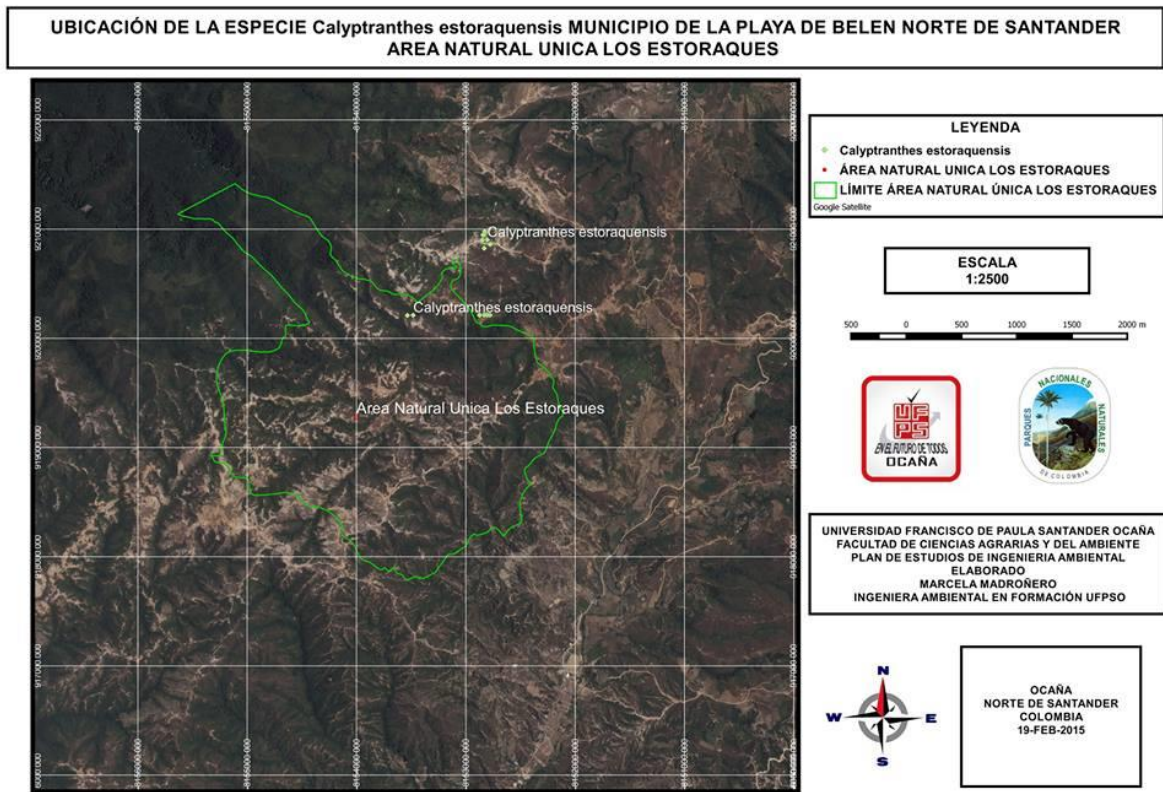 UBICACIÓN DE LA ESPECIE Calyptranthes estoraquensis MUNICIPIO DE LA PLAYA DE BELEN NORTE DE SANTANDER
AREA NATURAL UNICA LOS ESTORAQUES
Calyptranthes estoraquensis
Calyptranthes estoraquensis
Area Natural Unica Los Estoraques
LEYENDA
Calyptranthes estoraquensis
ÁREA NATURAL UNICA LOS ESTORAQUES
LÍMITE ÁREA NATURAL ÚNICA LOS ESTORAQUES
Google Satellite
ESCALA
1:2500
500 0 500 1000 1500 2000 m
UFPS
EN EL FUTURO DE TODOS
OCAÑA
PARQUES NACIONALES NATURALES
DE COLOMBIA
UNIVERSIDAD FRANCISCO DE PAULA SANTANDER OCAÑA
FACULTAD DE CIENCIAS AGRARIAS Y DEL AMBIENTE
PLAN DE ESTUDIOS DE INGENIERIA AMBIENTAL
ELABORADO
MARCELA MADROÑERO
INGENIERA AMBIENTAL EN FORMACIÓN UFPSO
N
W E
S
OCAÑA
NORTE DE SANTANDER
COLOMBIA
19-FEB-2015